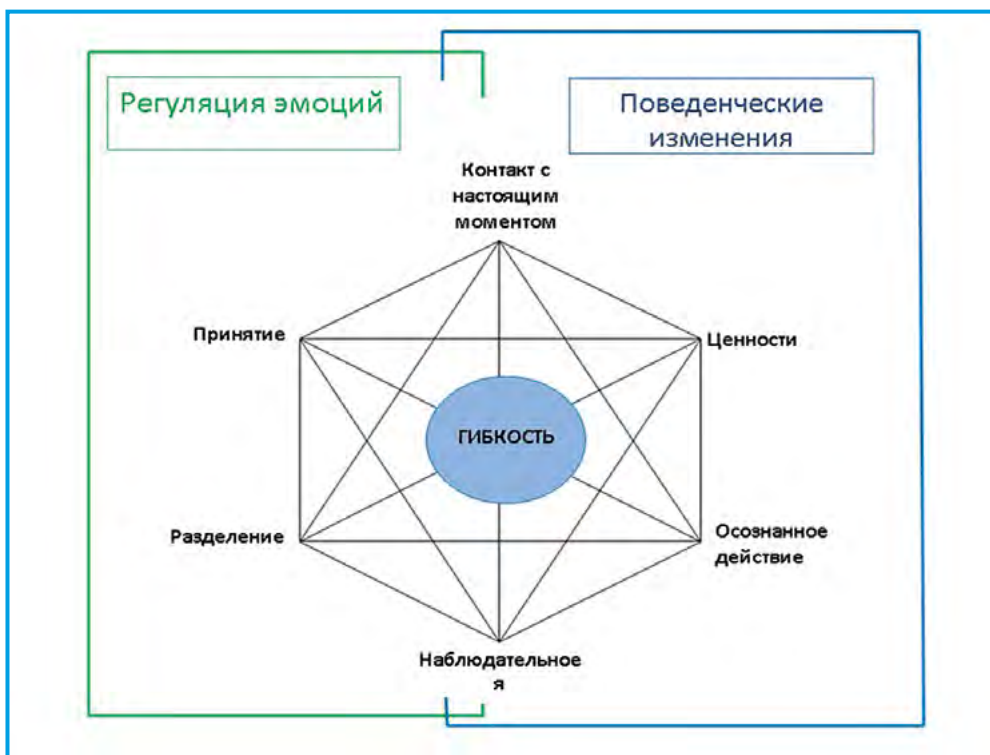 Регуляция эмоций
Поведенческие
изменения
Контакт с
настоящим
моментом
Принятие
Ценности
ГИБКОСТЬ
Разделение
Осознанное
действие
Наблюдательное
я